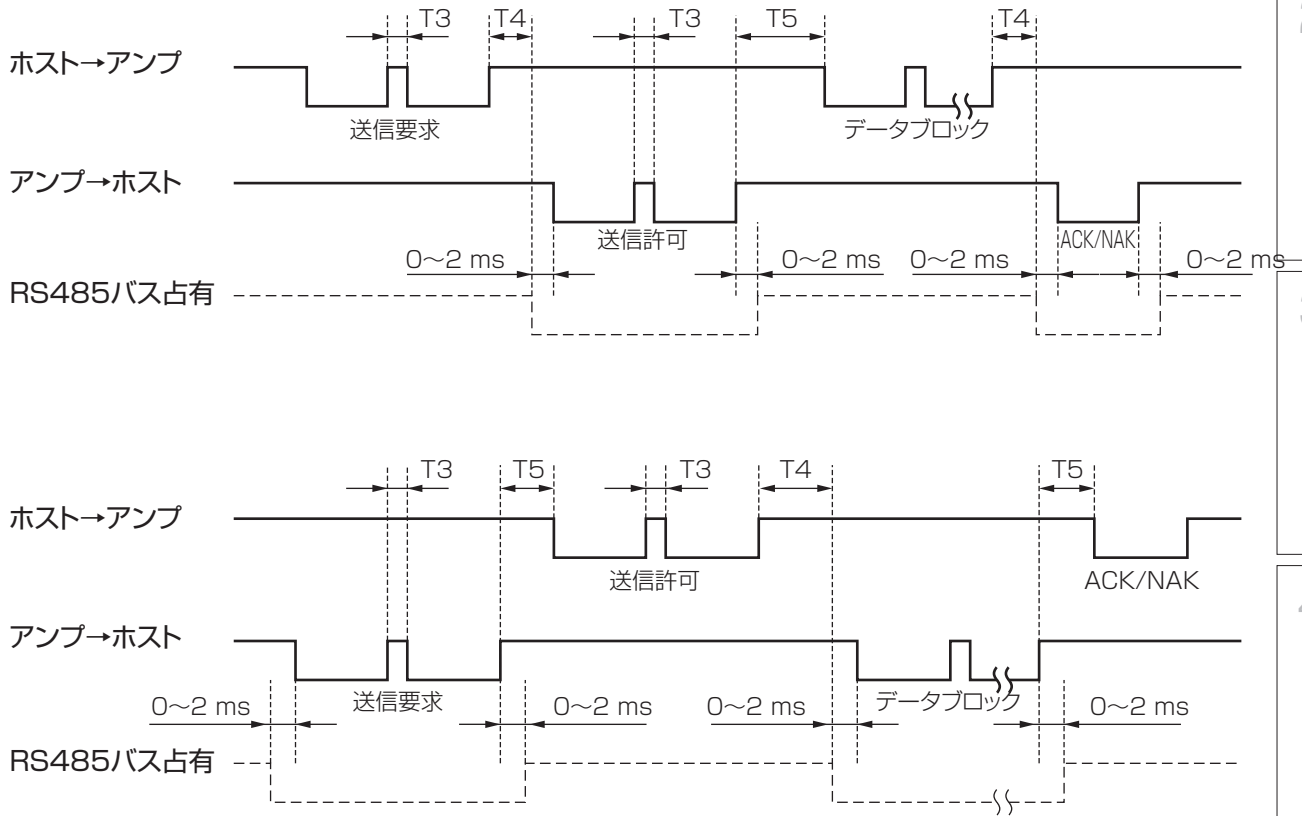 T3 T4 T3 T5 T4
ホスト→アンプ
送信要求 データブロック
アンプ→ホスト
送信許可 ACK/NAK
0〜2 ms 0〜2 ms 0〜2 ms 0〜2 ms
RS485バス占有
T3 T5 T3 T4 T5
ホスト→アンプ
送信許可 ACK/NAK
アンプ→ホスト
送信要求 データブロック
0〜2 ms 0〜2 ms 0〜2 ms 0〜2 ms
RS485バス占有